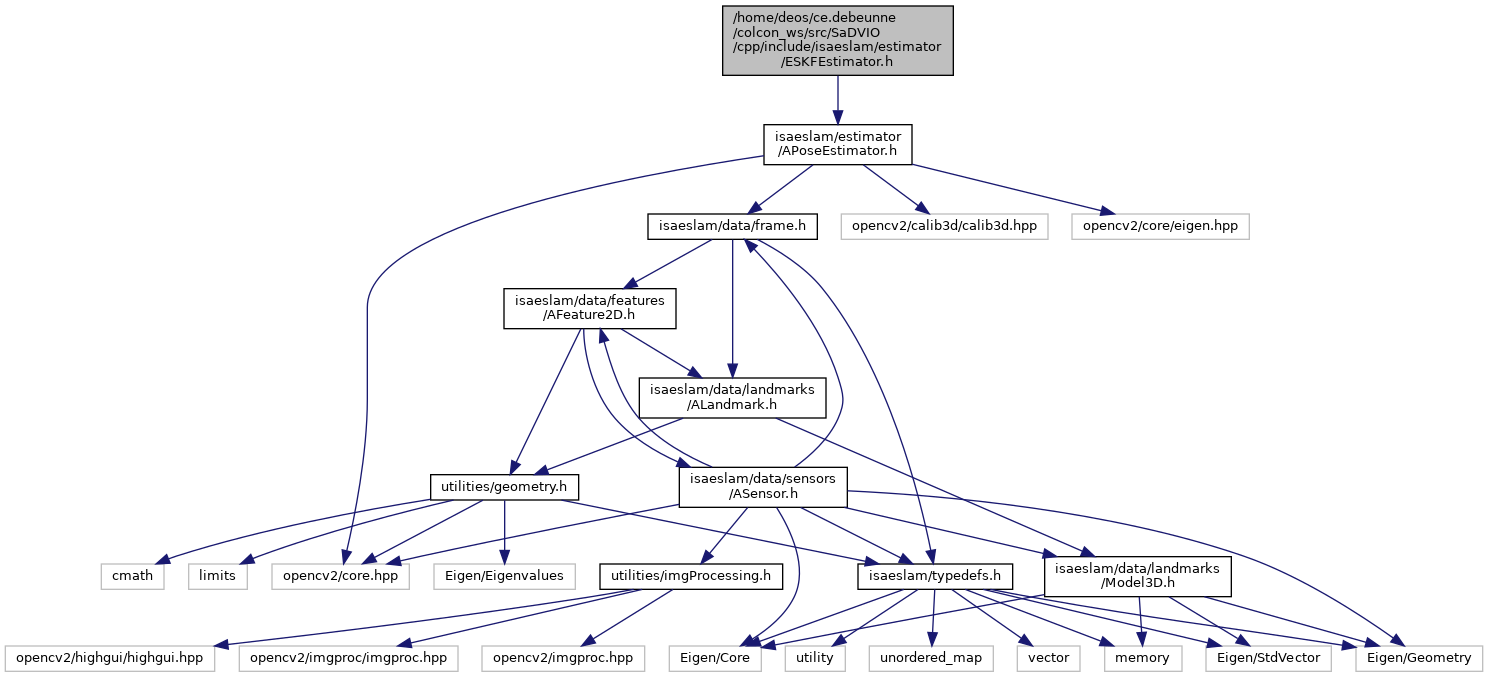 /home/deos/ce.debeunne
/colcon_ws/src/SaDVIO
/cpp/include/isaeslam/estimator
/ESKFEstimator.h
isaeslam/estimator
/APoseEstimator.h
isaeslam/data/frame.h
opencv2/calib3d/calib3d.hpp
opencv2/core/eigen.hpp
isaeslam/data/features
/AFeature2D.h
isaeslam/data/landmarks
/ALandmark.h
utilities/geometry.h
isaeslam/data/sensors
/ASensor.h
cmath
limits
opencv2/core.hpp
Eigen/Eigenvalues
utilities/imgProcessing.h
isaeslam/typedefs.h
isaeslam/data/landmarks
/Model3D.h
opencv2/highgui/highgui.hpp
opencv2/imgproc/imgproc.hpp
opencv2/imgproc.hpp
Eigen/Core
utility
unordered_map
vector
memory
Eigen/StdVector
Eigen/Geometry